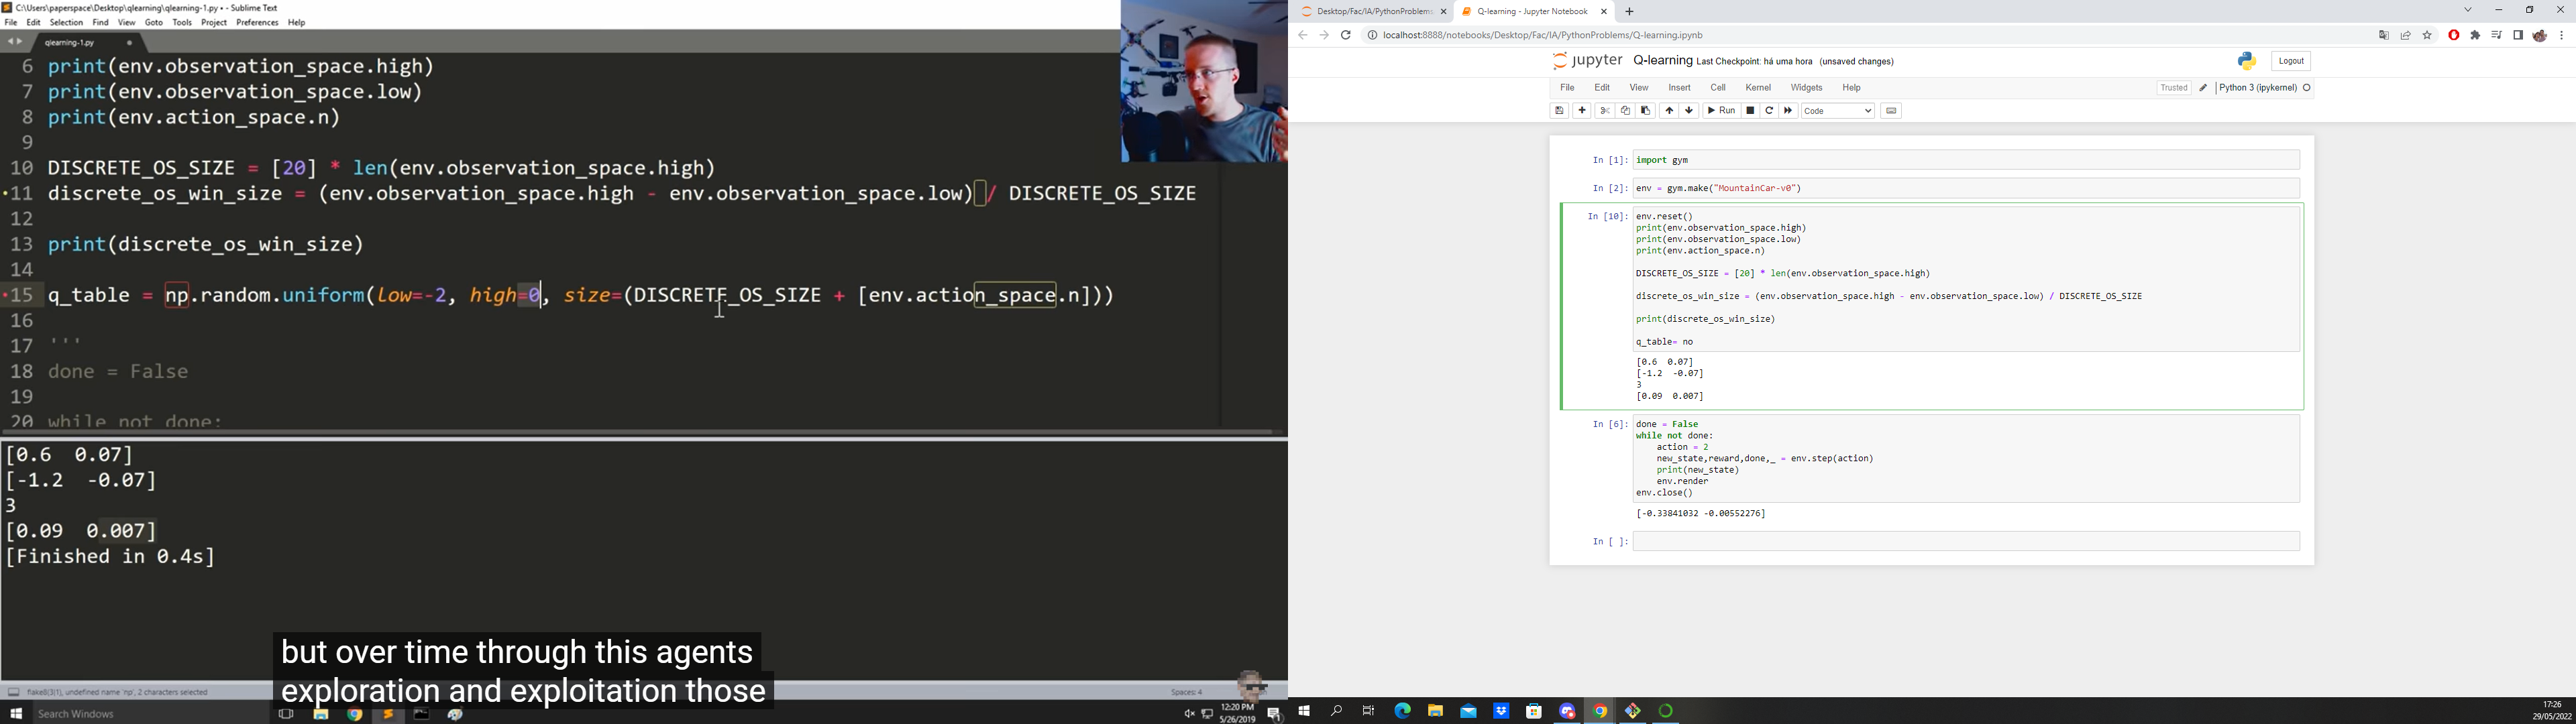 C:\Users\paperspace\Desktop\qlearning\qlearning-1.py • - Sublime Text
File Edit Selection Find View Goto Tools Project Preferences Help
qlearning-1.py
6 print(env.observation_space.high)
7 print(env.observation_space.low)
8 print(env.action_space.n)
9
10 DISCRETE_OS_SIZE = [20] * len(env.observation_space.high)
11 discrete_os_win_size = (env.observation_space.high - env.observation_space.low) / DISCRETE_OS_SIZE
12
13 print(discrete_os_win_size)
14
15 q_table = np.random.uniform(low=-2, high=0, size=(DISCRETE_OS_SIZE + [env.action_space.n]))
16
17 '''
18 done = False
19
20 while not done:
[0.6 0.07]
[-1.2 -0.07]
3
[0.09 0.007]
[Finished in 0.4s]
but over time through this agents
exploration and exploitation those
flake8(3|1), undefined name 'np', 2 characters selected
Spaces: 4
Search Windows
12:20 PM
5/26/2019
Desktop/Fac/IA/PythonProblems
Q-learning - Jupyter Notebook
localhost:8888/notebooks/Desktop/Fac/IA/PythonProblems/Q-learning.ipynb
jupyter Q-learning Last Checkpoint: há uma hora (unsaved changes)
Logout
File Edit View Insert Cell Kernel Widgets Help
Trusted
Python 3 (ipykernel)
Run
Code
In [1]: import gym
In [2]: env = gym.make("MountainCar-v0")
In [10]: env.reset()
print(env.observation_space.high)
print(env.observation_space.low)
print(env.action_space.n)
DISCRETE_OS_SIZE = [20] * len(env.observation_space.high)
discrete_os_win_size = (env.observation_space.high - env.observation_space.low) / DISCRETE_OS_SIZE
print(discrete_os_win_size)
q_table= no
[0.6 0.07]
[-1.2 -0.07]
3
[0.09 0.007]
In [6]: done = False
while not done:
action = 2
new_state,reward,done,_ = env.step(action)
print(new_state)
env.render
env.close()
[-0.33841032 -0.00552276]
In [ ]:
17:26
29/05/2022